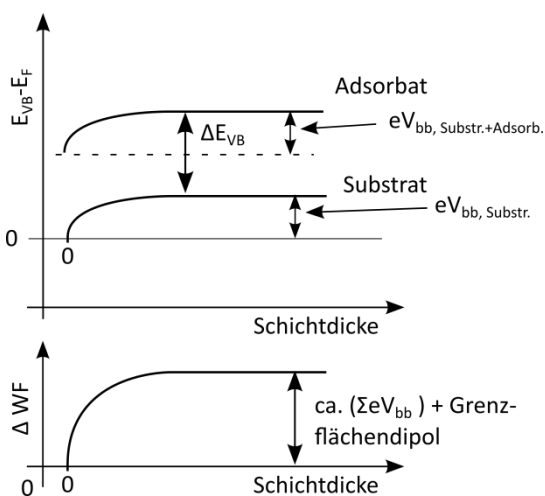 E_VB-E_F
Adsorbat
ΔE_VB
eV_bb, Substr.+Adsorb.
Substrat
eV_bb, Substr.
0
0
Schichtdicke
Δ WF
ca. (ΣeV_bb ) + Grenz-
flächendipol
0
0
Schichtdicke